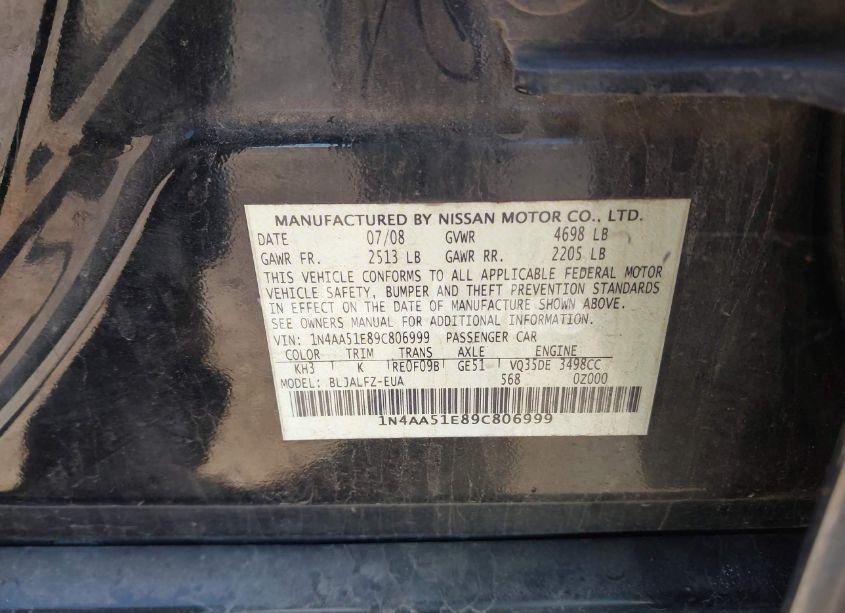 MANUFACTURED BY NISSAN MOTOR CO., LTD.
DATE 07/08 GVWR 4698 LB
GAWR FR. 2513 LB GAWR RR. 2205 LB
THIS VEHICLE CONFORMS TO ALL APPLICABLE FEDERAL MOTOR
VEHICLE SAFETY, BUMPER AND THEFT PREVENTION STANDARDS
IN EFFECT ON THE DATE OF MANUFACTURE SHOWN ABOVE.
SEE OWNERS MANUAL FOR ADDITIONAL INFORMATION.
VIN: 1N4AA51E89C806999 PASSENGER CAR
COLOR TRIM TRANS AXLE ENGINE
KH3 K RE0F09B GE51 VQ35DE 3498CC
MODEL: BLJALFZ-EUA 568 0Z000
1N4AA51E89C806999